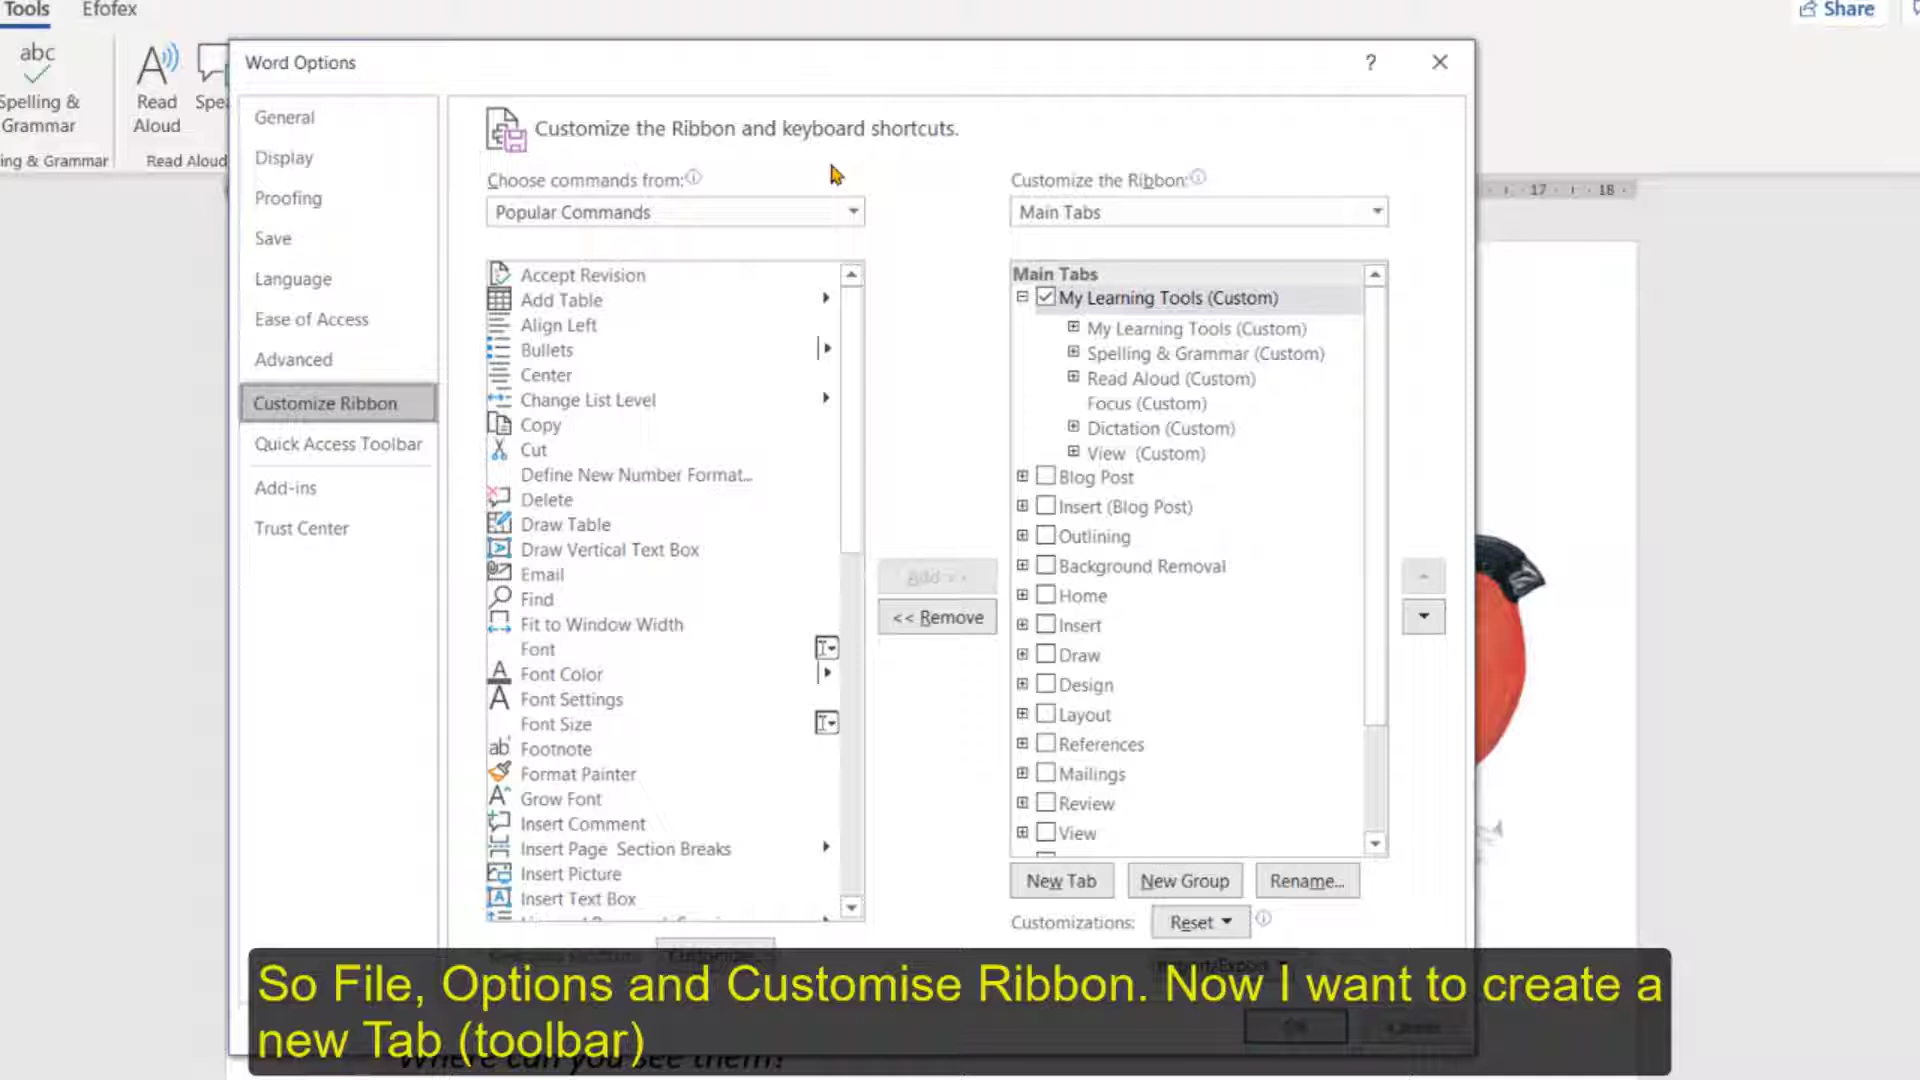 Tools
Efofex
Share
abc
Spelling &
Grammar
Read
Aloud
Spe
ing & Grammar
Read Aloud
Word Options
?
General
Display
Proofing
Save
Language
Ease of Access
Advanced
Customize Ribbon
Quick Access Toolbar
Add-ins
Trust Center
Customize the Ribbon and keyboard shortcuts.
Choose commands from:
Popular Commands
Accept Revision
Add Table
Align Left
Bullets
Center
Change List Level
Copy
Cut
Define New Number Format...
Delete
Draw Table
Draw Vertical Text Box
Email
Find
Fit to Window Width
Font
Font Color
Font Settings
Font Size
Footnote
Format Painter
Grow Font
Insert Comment
Insert Page Section Breaks
Insert Picture
Insert Text Box
Add >>
<< Remove
Customize the Ribbon:
Main Tabs
Main Tabs
My Learning Tools (Custom)
My Learning Tools (Custom)
Spelling & Grammar (Custom)
Read Aloud (Custom)
Focus (Custom)
Dictation (Custom)
View (Custom)
Blog Post
Insert (Blog Post)
Outlining
Background Removal
Home
Insert
Draw
Design
Layout
References
Mailings
Review
View
New Tab
New Group
Rename...
Customizations:
Reset
17
18
So File, Options and Customise Ribbon. Now I want to create a
new Tab (toolbar)
Where can you see them?